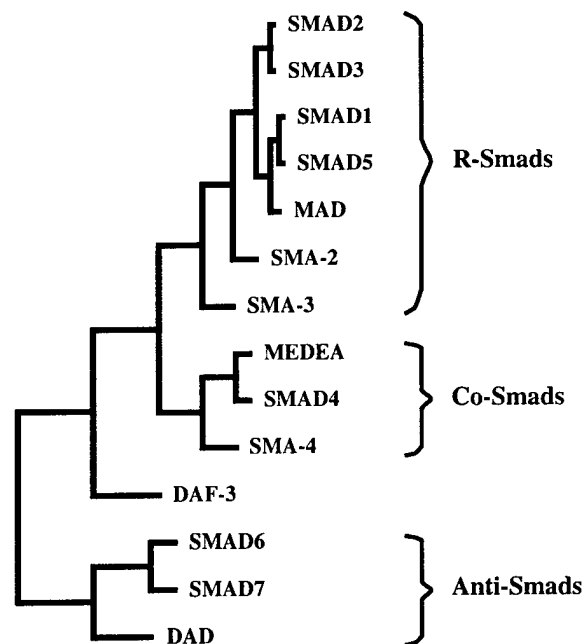 SMAD2
SMAD3
SMAD1
SMAD5
MAD
SMA-2
SMA-3
R-Smads
MEDEA
SMAD4
SMA-4
Co-Smads
DAF-3
SMAD6
SMAD7
DAD
Anti-Smads